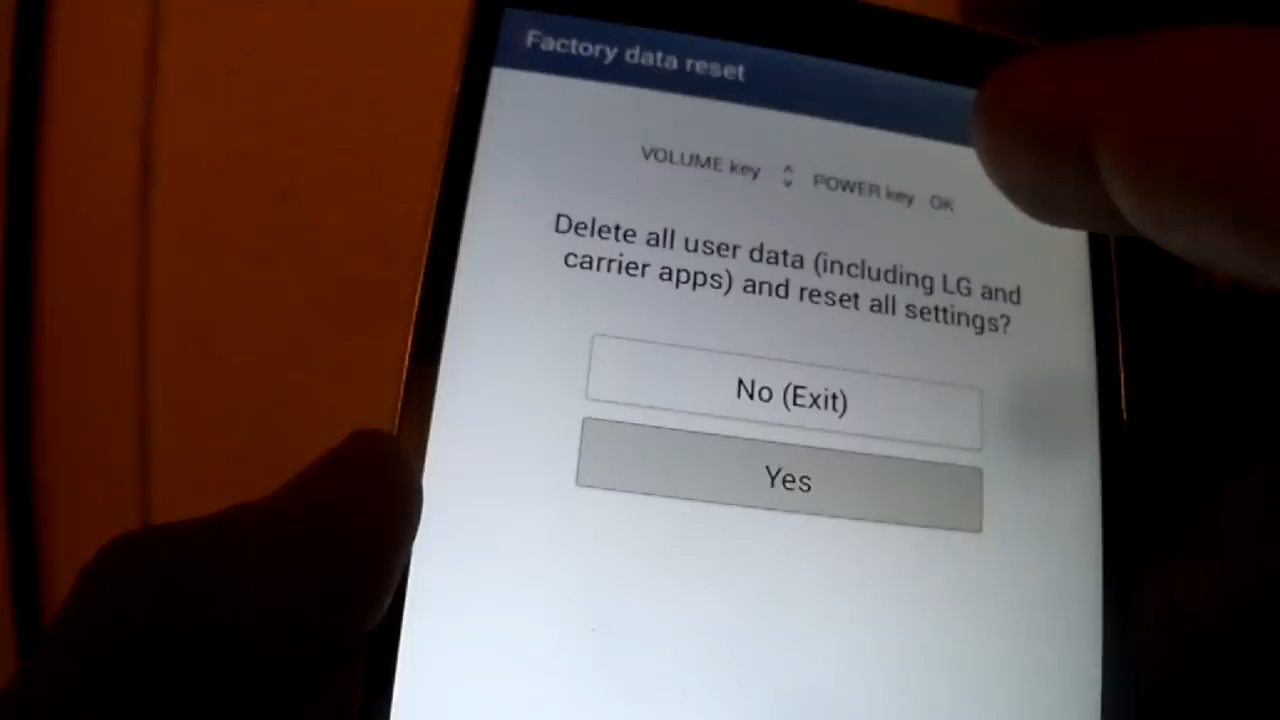 Factory data reset
VOLUME key POWER key OK
Delete all user data (including LG and
carrier apps) and reset all settings?
No (Exit)
Yes